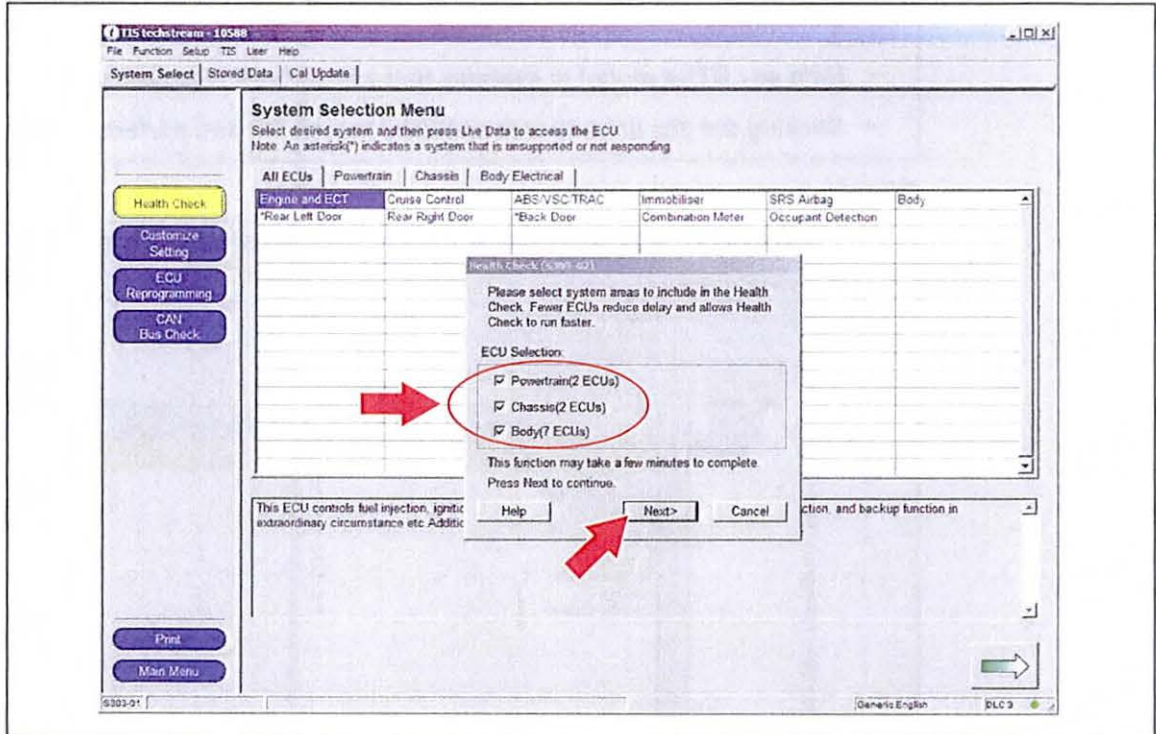 TIS techstream - 10588
File Function Setup TIS User Help
System Select Stored Data Cal Update
System Selection Menu
Select desired system and then press Live Data to access the ECU
Note An asterisk(*) indicates a system that is unsupported or not responding
All ECUs Powertrain Chassis Body Electrical
Health Check
Customize
Setting
ECU
Reprogramming
CAN
Bus Check
Engine and ECT Cruise Control ABS/VSC/TRAC Immobiliser SRS Airbag Body
*Rear Left Door Rear Right Door *Back Door Combination Meter Occupant Detection
Health Check (S309-02)
Please select system areas to include in the Health
Check. Fewer ECUs reduce delay and allows Health
Check to run faster.
ECU Selection:
Powertrain(2 ECUs)
Chassis(2 ECUs)
Body(7 ECUs)
This function may take a few minutes to complete.
Press Next to continue.
Help Next> Cancel
This ECU controls fuel injection, ignitic ction, and backup function in
extraordinary circumstance etc Additic
Print
Main Menu
S303-01 Generic English DLC 3